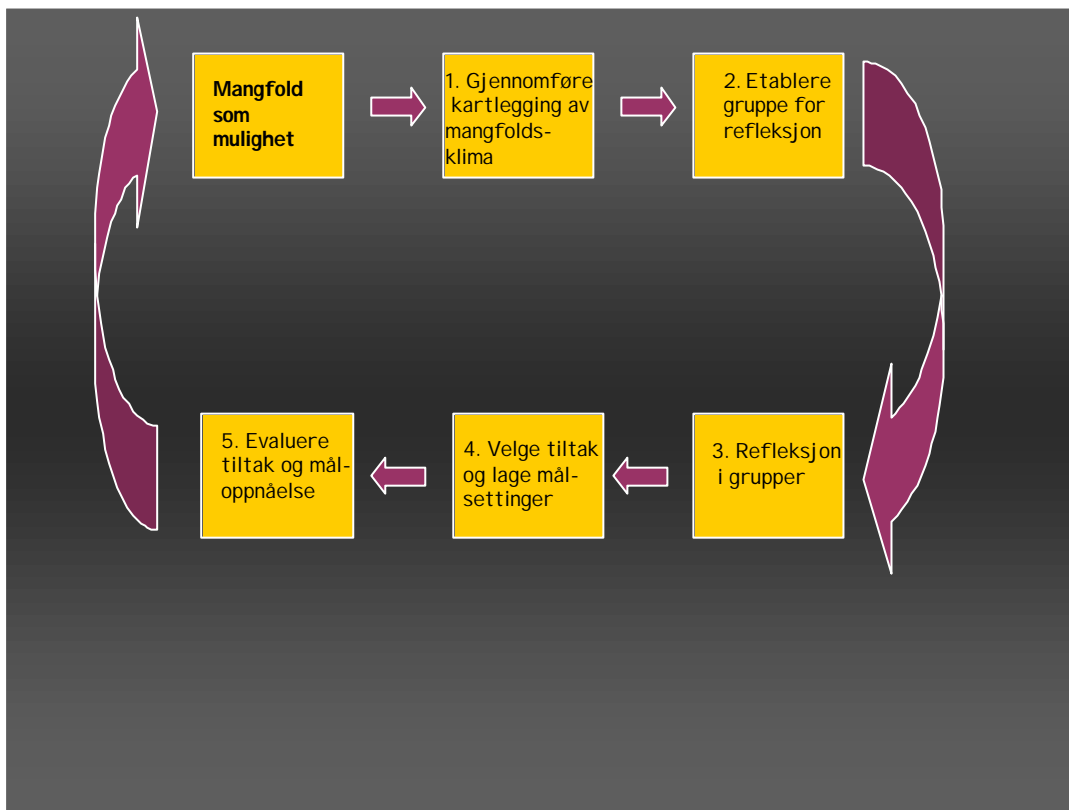 Mangfold
som
mulighet
1. Gjennomføre
kartlegging av
mangfolds-
klima
2. Etablere
gruppe for
refleksjon
3. Refleksjon
i grupper
4. Velge tiltak
og lage mål-
settinger
5. Evaluere
tiltak og mål-
oppnåelse